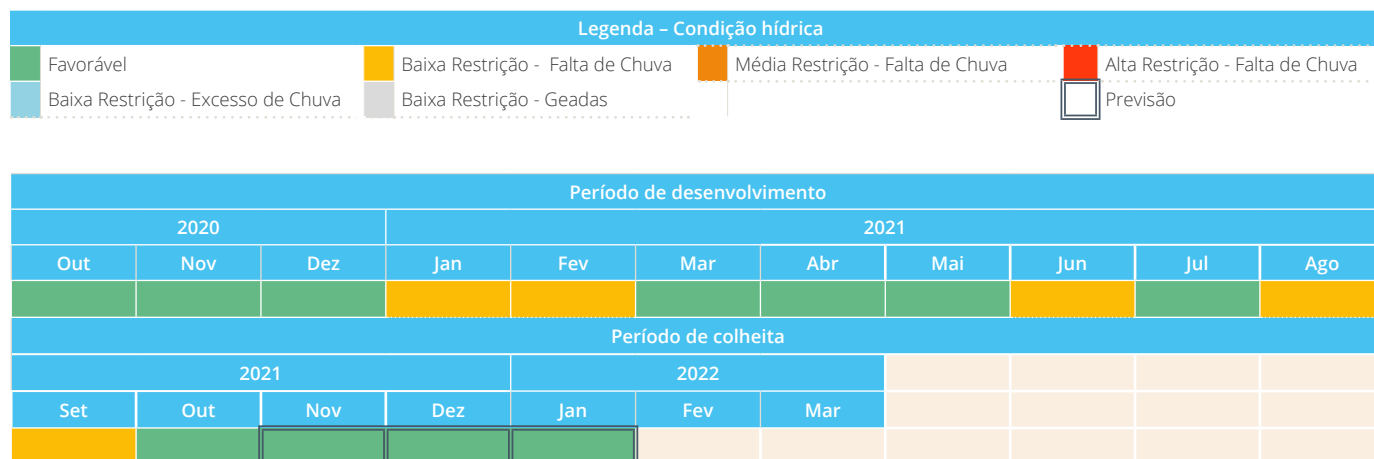 Legenda – Condição hídrica
Favorável Baixa Restrição - Falta de Chuva Média Restrição - Falta de Chuva Alta Restrição - Falta de Chuva
Baixa Restrição - Excesso de Chuva Baixa Restrição - Geadas Previsão
Período de desenvolvimento
2020 2021
Out Nov Dez Jan Fev Mar Abr Mai Jun Jul Ago
Período de colheita
2021 2022
Set Out Nov Dez Jan Fev Mar